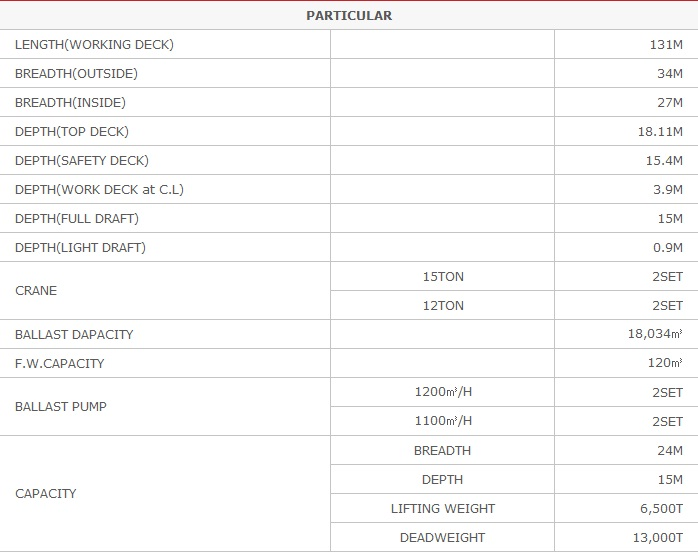 PARTICULAR
LENGTH(WORKING DECK) 131M
BREADTH(OUTSIDE) 34M
BREADTH(INSIDE) 27M
DEPTH(TOP DECK) 18.11M
DEPTH(SAFETY DECK) 15.4M
DEPTH(WORK DECK at C.L) 3.9M
DEPTH(FULL DRAFT) 15M
DEPTH(LIGHT DRAFT) 0.9M
CRANE 15TON 2SET
12TON 2SET
BALLAST DAPACITY 18,034㎥
F.W.CAPACITY 120㎥
BALLAST PUMP 1200㎥/H 2SET
1100㎥/H 2SET
CAPACITY BREADTH 24M
DEPTH 15M
LIFTING WEIGHT 6,500T
DEADWEIGHT 13,000T